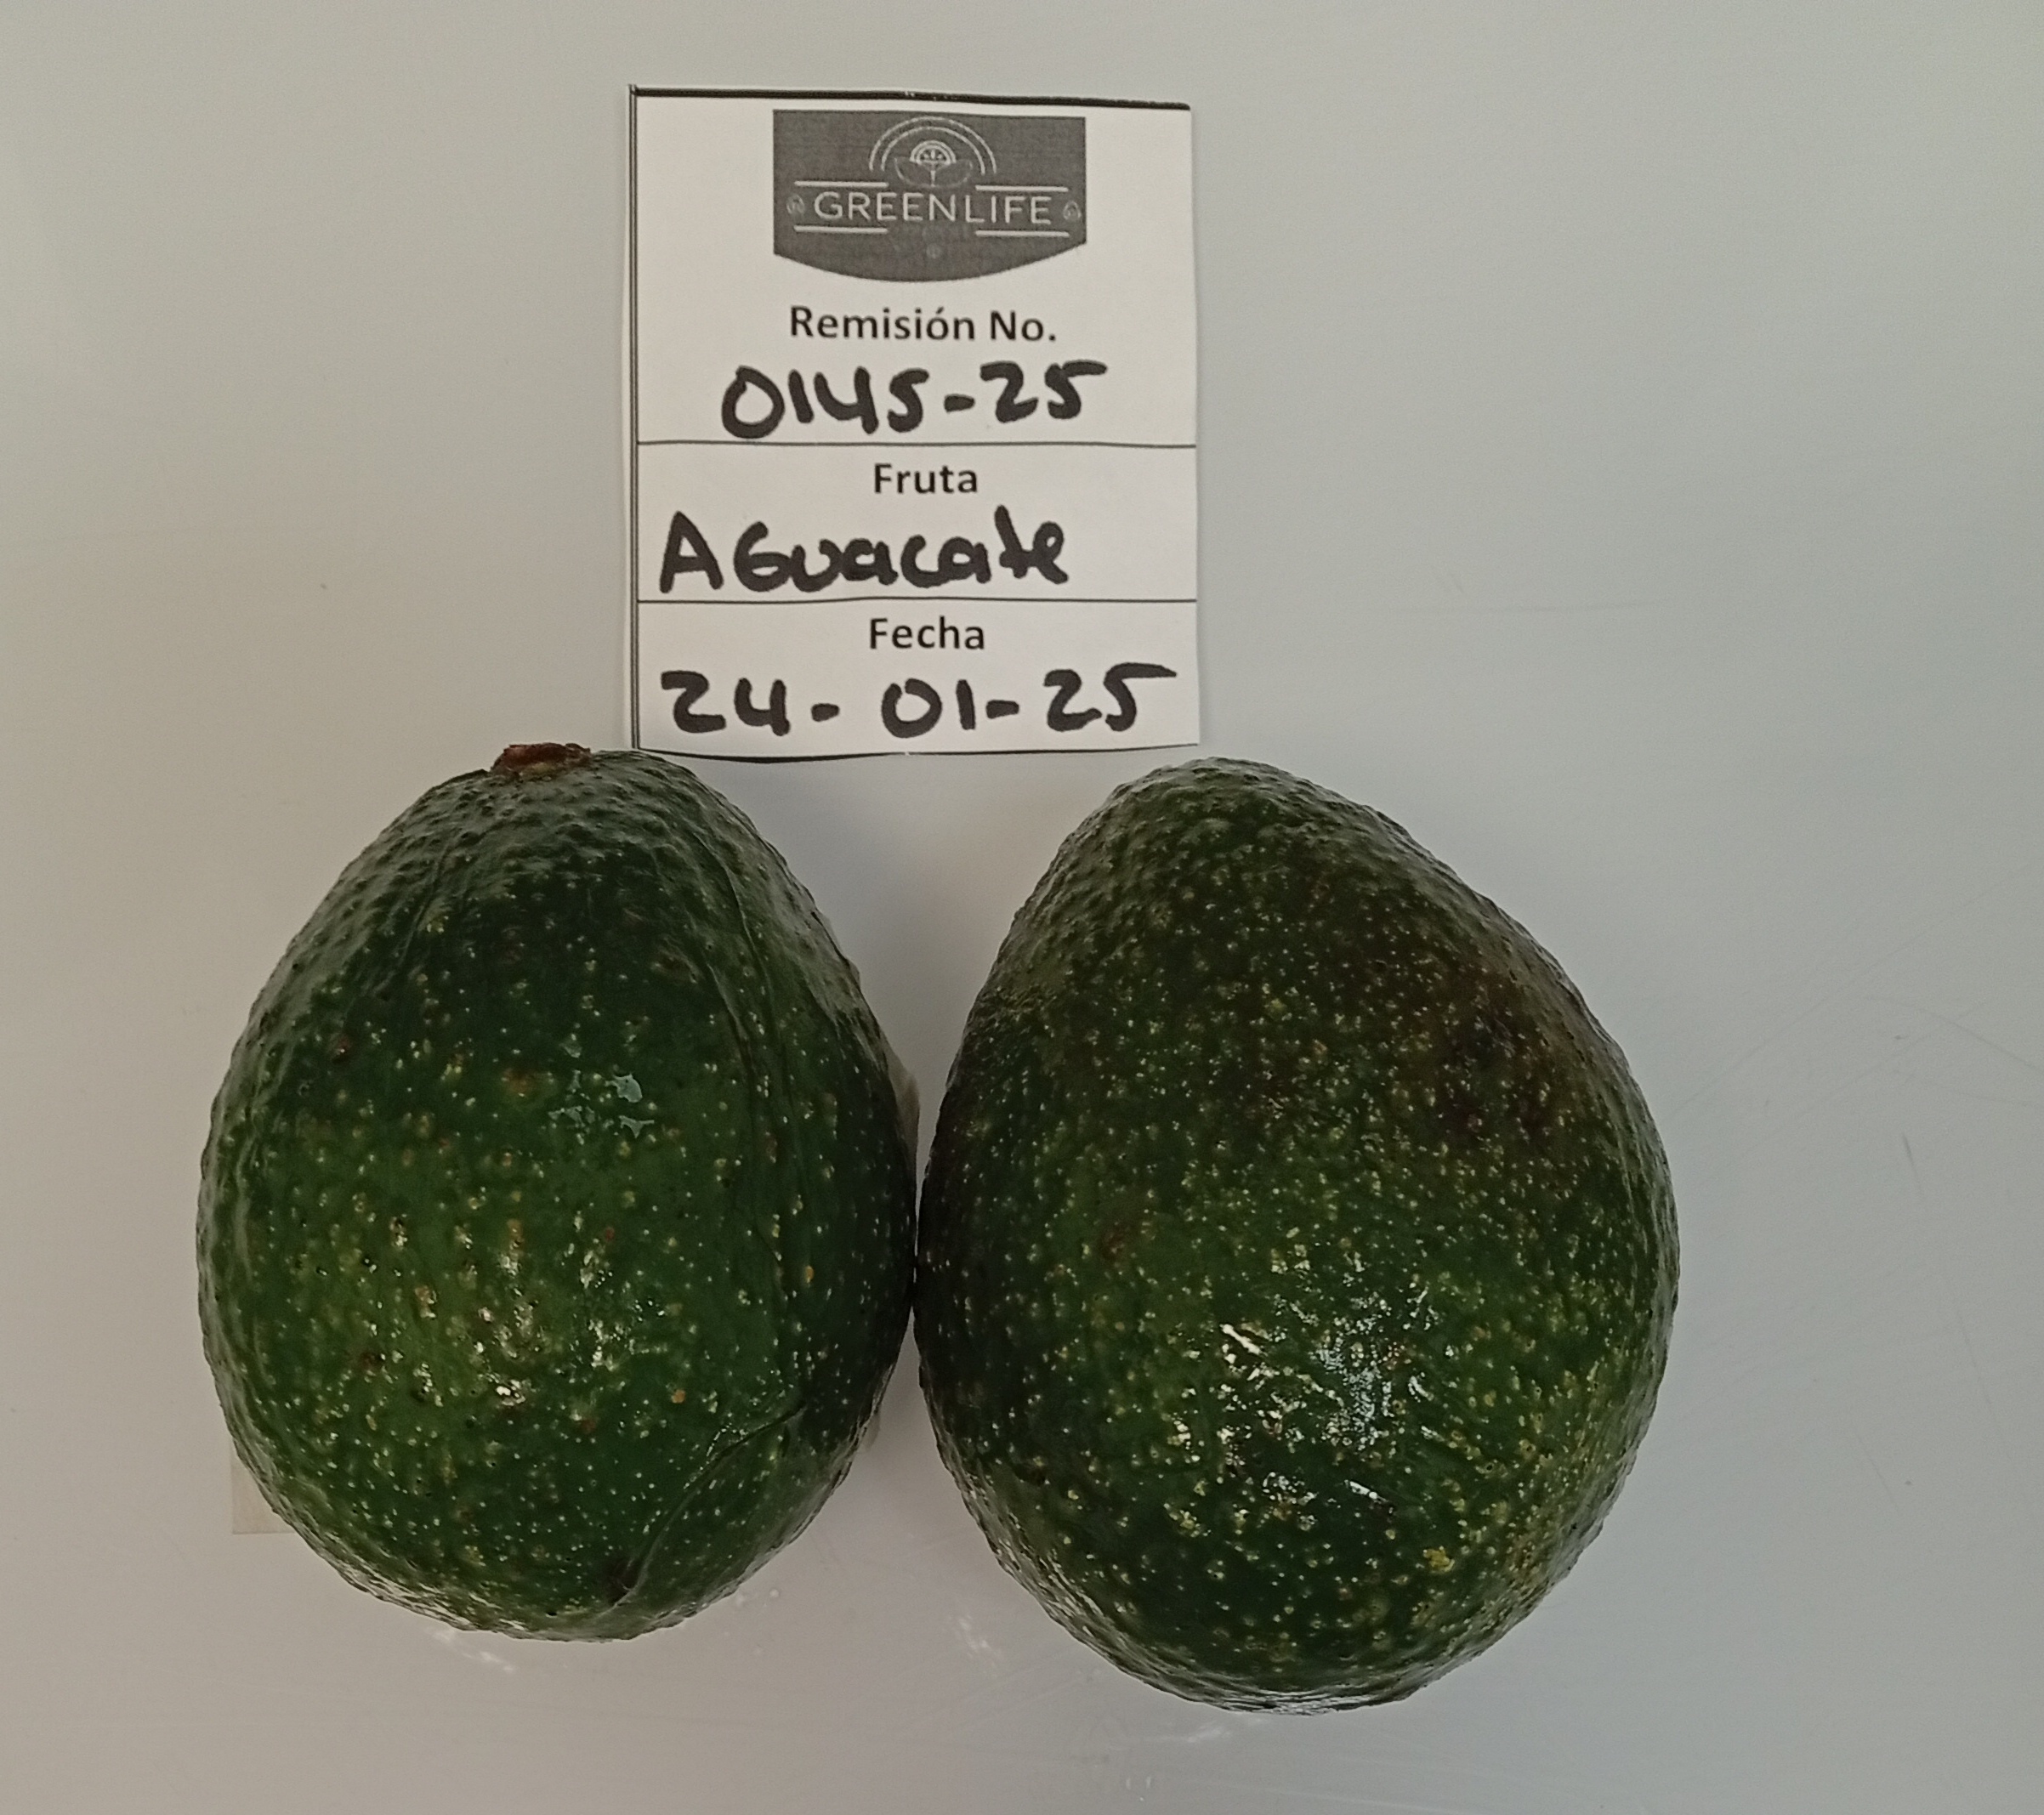 GREENLIFE
Remisión No.
0145-25
Fruta
AGuacate
Fecha
24-01-25